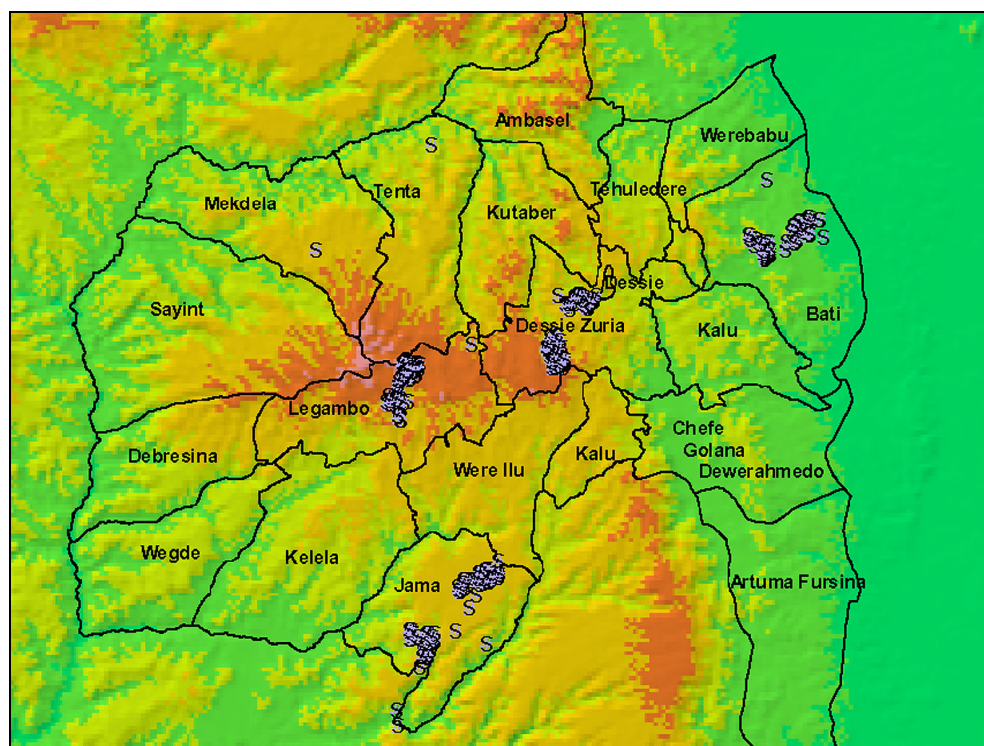 Ambasel
Werebabu
S
S
Tenta
Tehuledere
Mekdela
Kutaber
S
Dessie
S
Sayint
Bati
Dessie Zuria
Kalu
S
Legambo
Chefe
Golana
Dewerahmedo
Debresina
Were Ilu
Kalu
Wegde
Kelela
Jama
Artuma Fursina
S
S
S
S
S
S